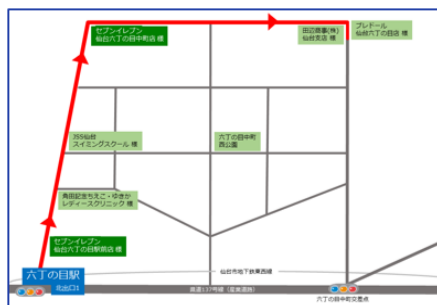 セブンイレブン
仙台六丁の目中町店 様
田辺商事(株)
仙台支店 様
プレドール
仙台六丁の目店 様
JSS仙台
スイミングスクール 様
六丁の目中町
西公園
角田記念ちえこ・ゆきか
レディースクリニック 様
セブンイレブン
仙台六丁の目駅前店 様
六丁の目駅
北出口1
仙台市地下鉄東西線
県道137号線(産業道路)
六丁の目中町交差点